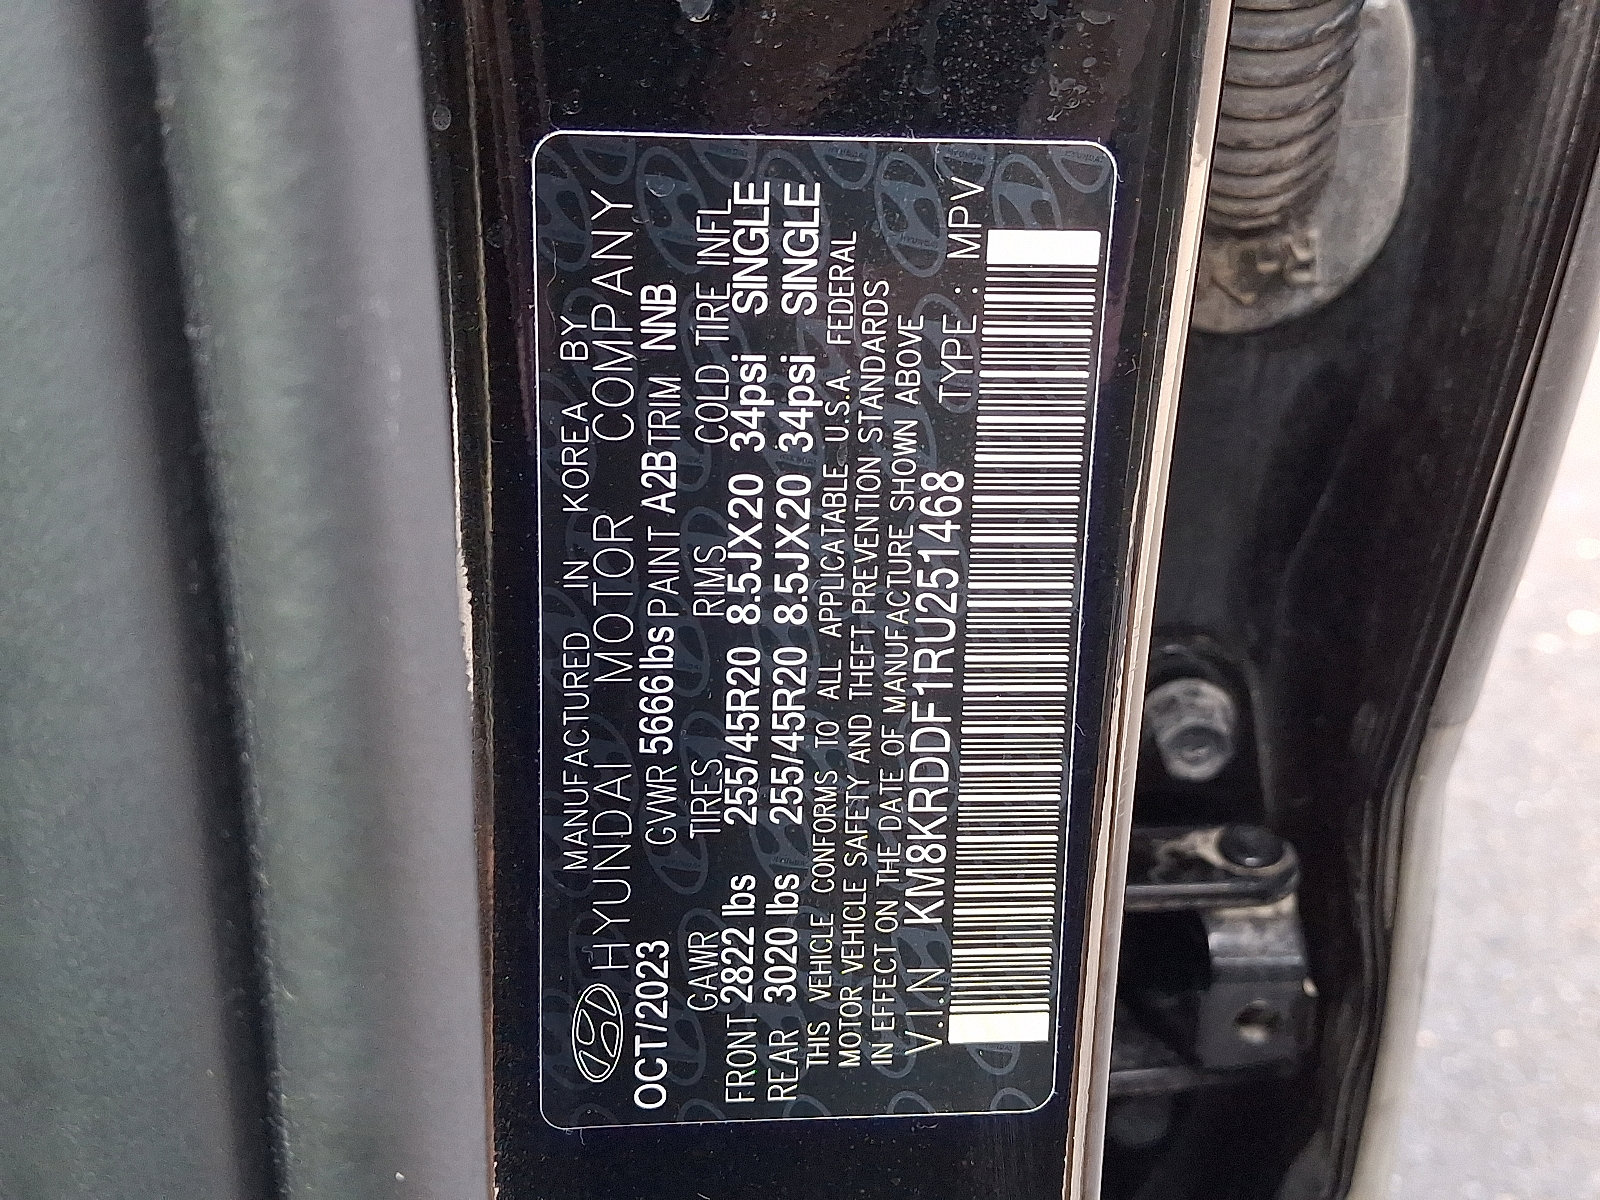 MANUFACTURED IN KOREA BY
HYUNDAI MOTOR COMPANY
OCT/2023 GVWR 5666lbs PAINT A2B TRIM NNB
GAWR TIRES RIMS COLD TIRE INFL
FRONT 2822 lbs 255/45R20 8.5JX20 34psi SINGLE
REAR 3020 lbs 255/45R20 8.5JX20 34psi SINGLE
THIS VEHICLE CONFORMS TO ALL APPLICATABLE U.S.A. FEDERAL
MOTOR VEHICLE SAFETY AND THEFT PREVENTION STANDARDS
IN EFFECT ON THE DATE OF MANUFACTURE SHOWN ABOVE
V.I.N KM8KRDDF1RU251468 TYPE : MPV